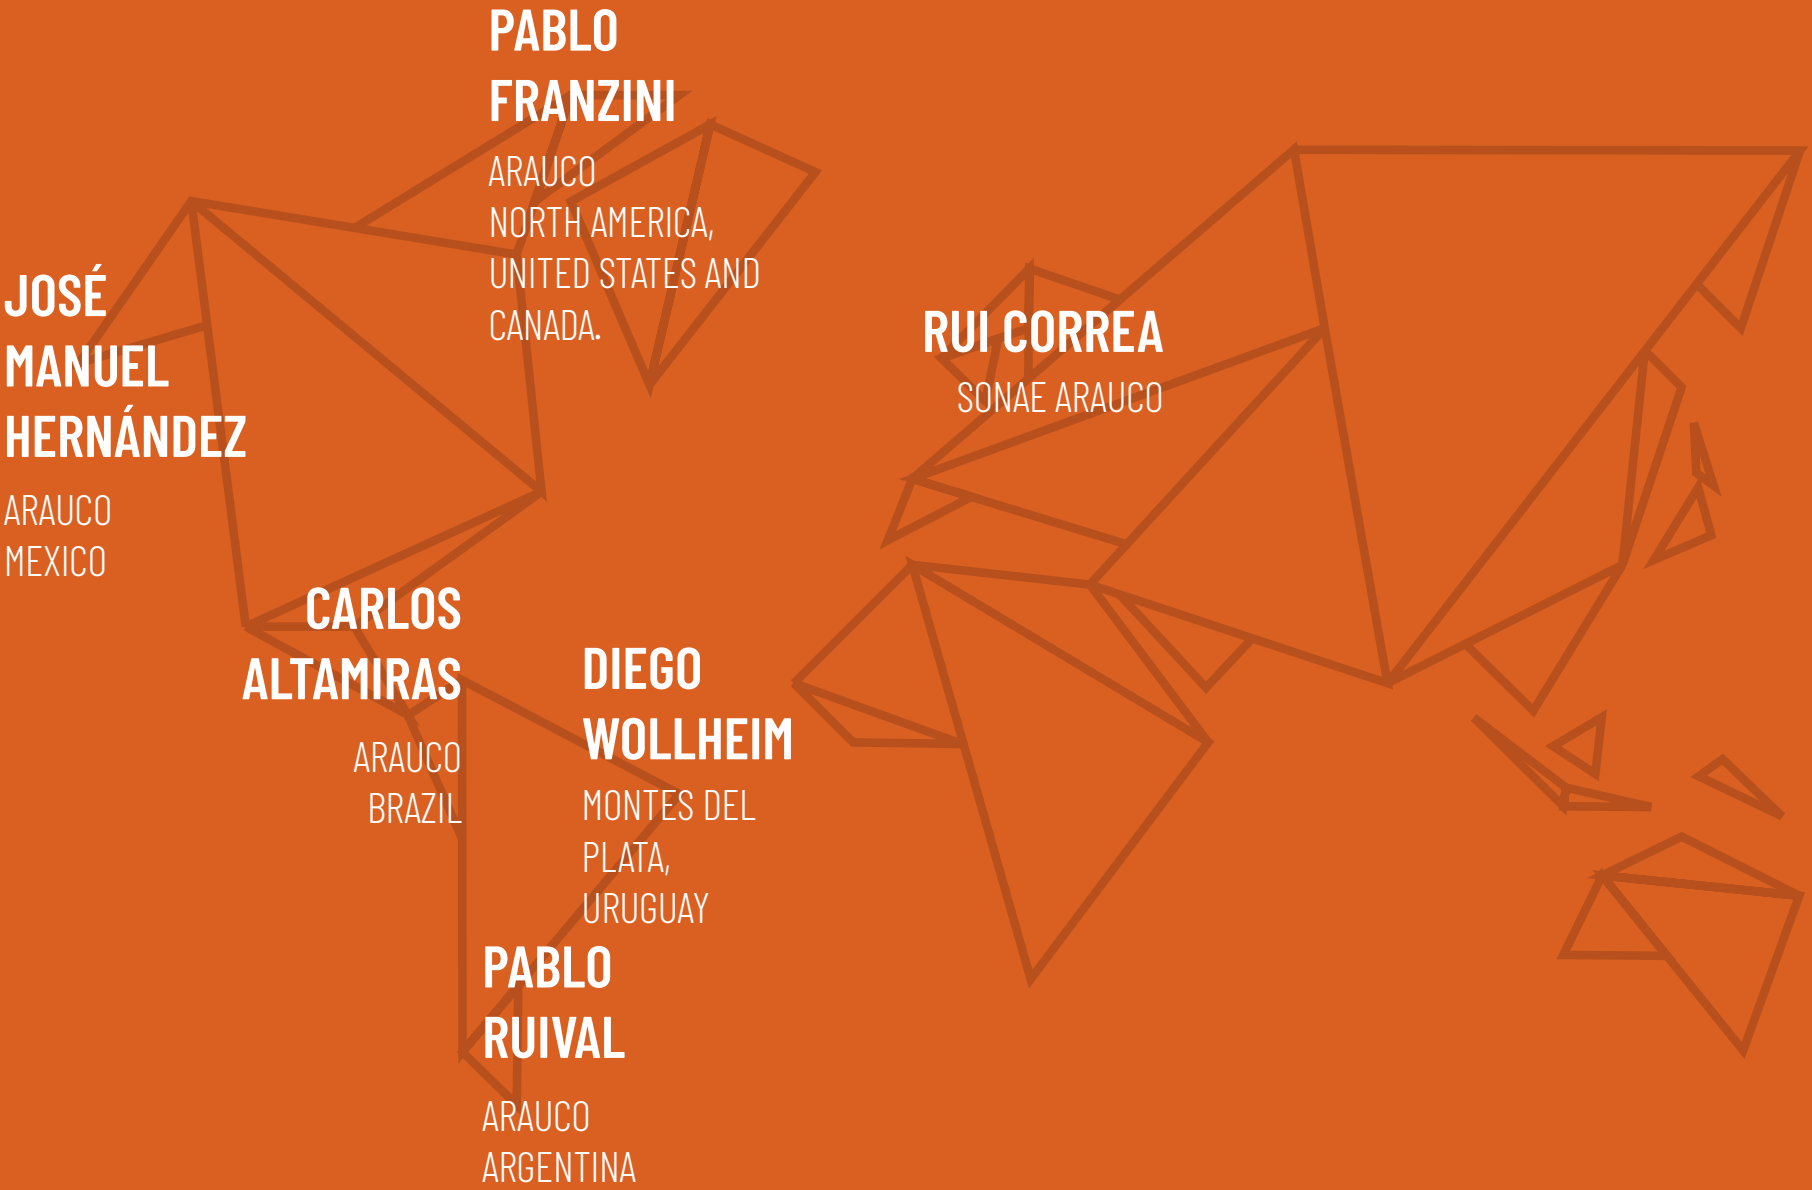 PABLO
FRANZINI
ARAUCO
NORTH AMERICA,
UNITED STATES AND
CANADA.
JOSÉ
MANUEL
HERNÁNDEZ
ARAUCO
MEXICO
RUI CORREA
SONAE ARAUCO
CARLOS
ALTAMIRAS
ARAUCO
BRAZIL
DIEGO
WOLLHEIM
MONTES DEL
PLATA,
URUGUAY
PABLO
RUIVAL
ARAUCO
ARGENTINA